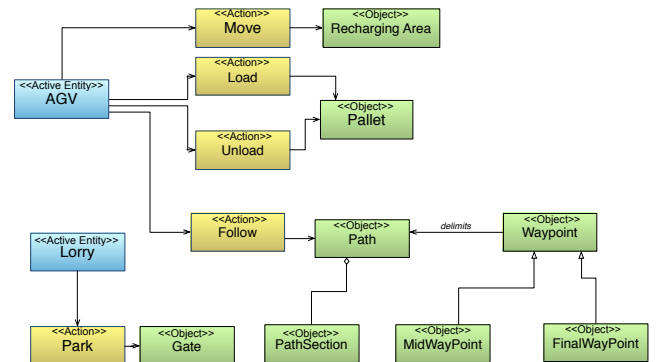 <<Action>>
Move
<<Object>>
Recharging Area
<<Action>>
Load
<<Active Entity>>
AGV
<<Object>>
Pallet
<<Action>>
Unload
<<Action>>
Follow
<<Object>>
Path
delimits
<<Object>>
Waypoint
<<Active Entity>>
Lorry
<<Action>>
Park
<<Object>>
Gate
<<Object>>
PathSection
<<Object>>
MidWayPoint
<<Object>>
FinalWayPoint